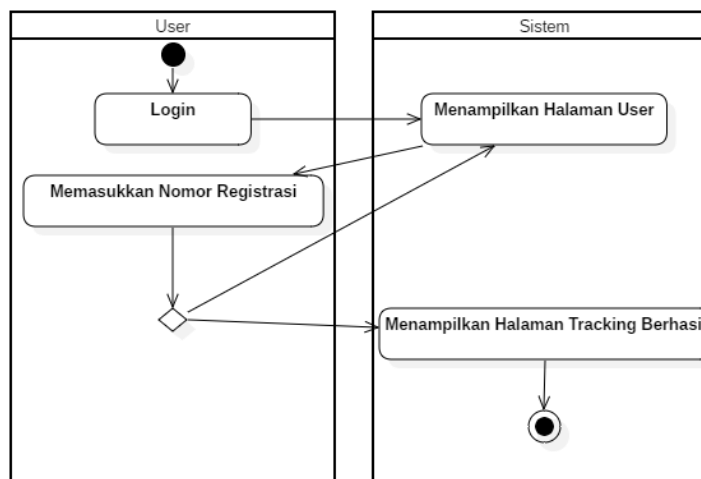 User
Sistem
Login
Menampilkan Halaman User
Memasukkan Nomor Registrasi
Menampilkan Halaman Tracking Berhasi